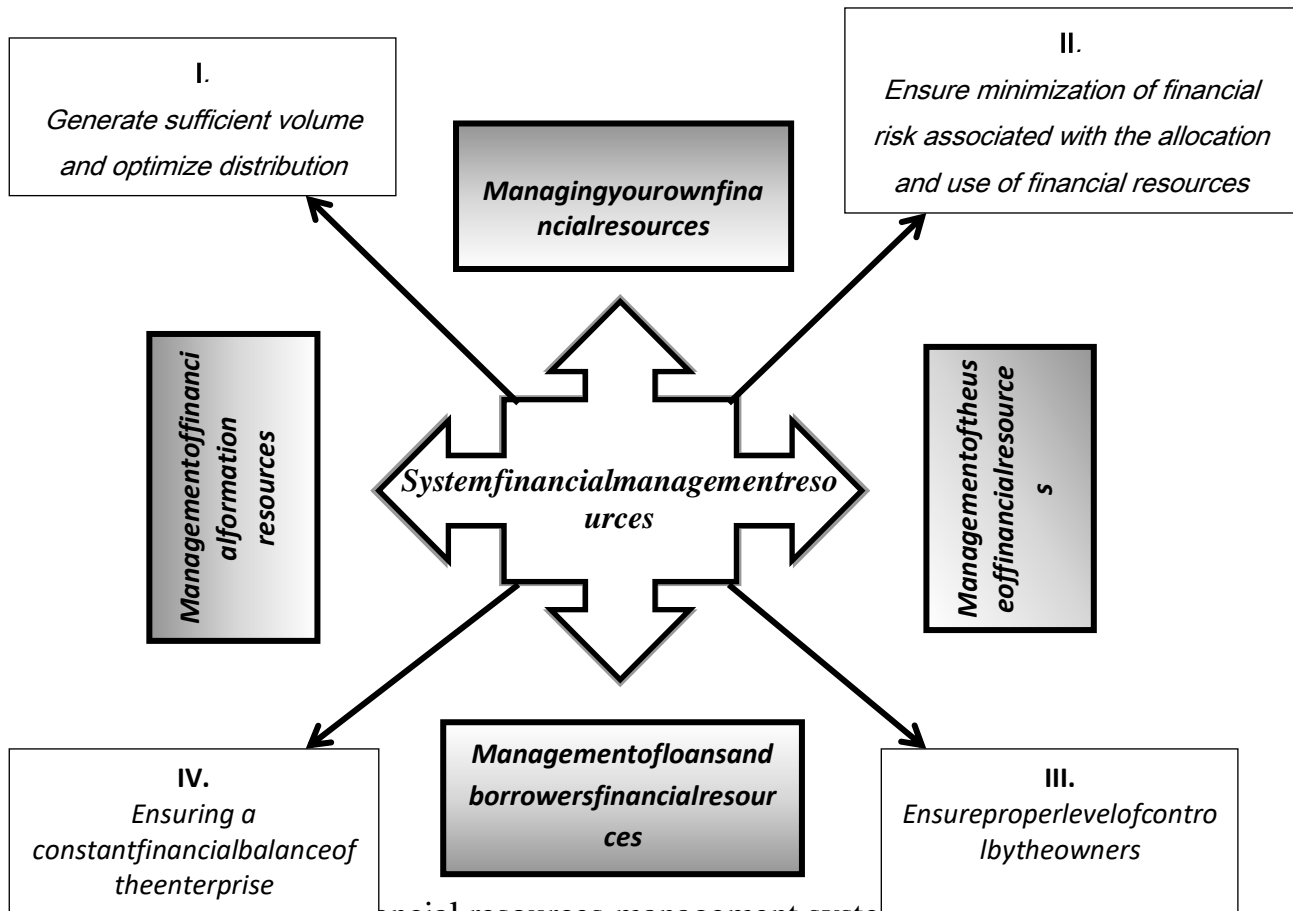 I.
Generate sufficient volume
and optimize distribution
II.
Ensure minimization of financial
risk associated with the allocation
and use of financial resources
Managingyourownfina
ncialresources
Managementoffinanci
alformation
resources
Systemfinancialmanagementreso
urces
Managementoftheus
eoffinancialresource
s
Managementofloansand
borrowersfinancialresour
ces
IV.
Ensuring a
constantfinancialbalanceof
theenterprise
III.
Ensureproperlevelofcontro
lbytheowners
resources management